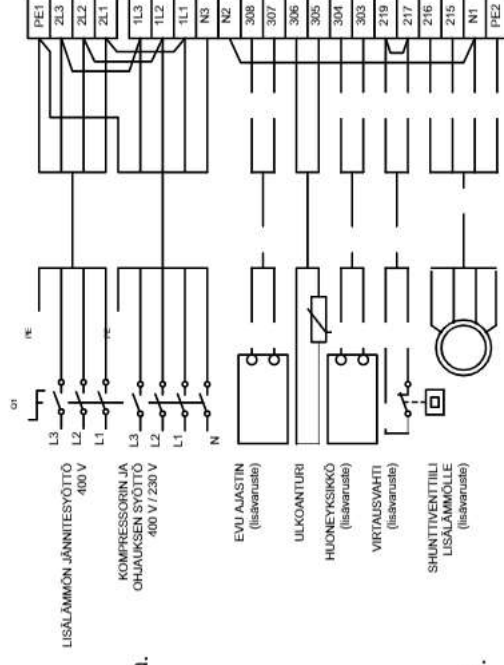 PE1
2L3
2L2
2L1
1L3
1L2
1L1
N3
N2
308
307
306
305
304
303
219
217
216
215
N1
PE2
PE
Q1
L3
L2
L1
L3
L2
L1
N
LISÄLÄMMÖN JÄNNITESYÖTTÖ
400 V
KOMPRESSORIN JA
OHJAUKSEN SYÖTTÖ
400 V / 230 V
EVU AJASTIN
(lisävaruste)
ULKOANTURI
HUONEYKSIKKÖ
(lisävaruste)
VIRTAUSVAHTI
(lisävaruste)
SHUNTTIVENTTIILI
LISÄLÄMMÖLLE
(lisävaruste)